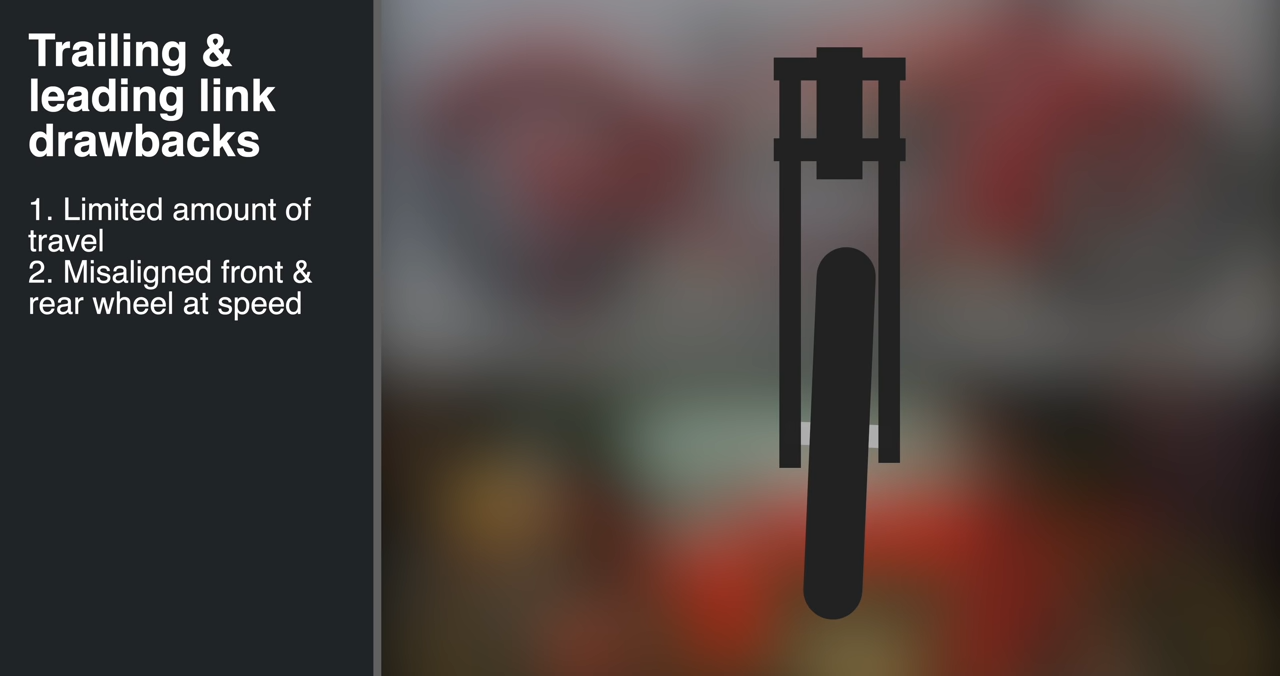 Trailing &
leading link
drawbacks
1. Limited amount of
travel
2. Misaligned front &
rear wheel at speed